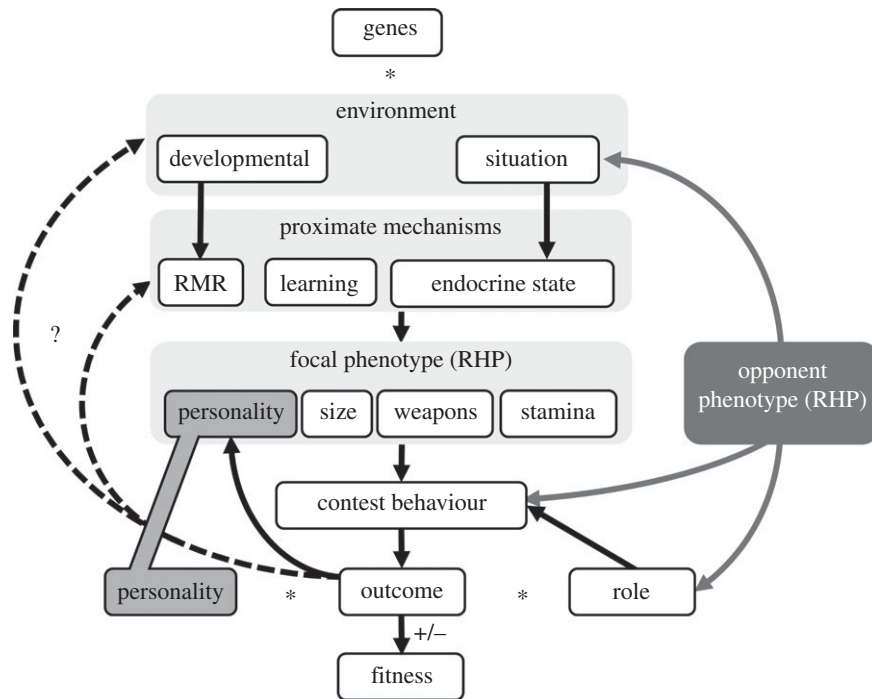 genes
*
environment
developmental
situation
proximate mechanisms
RMR
learning
endocrine state
?
focal phenotype (RHP)
personality
size
weapons
stamina
opponent
phenotype (RHP)
contest behaviour
personality
*
outcome
*
role
+/–
fitness